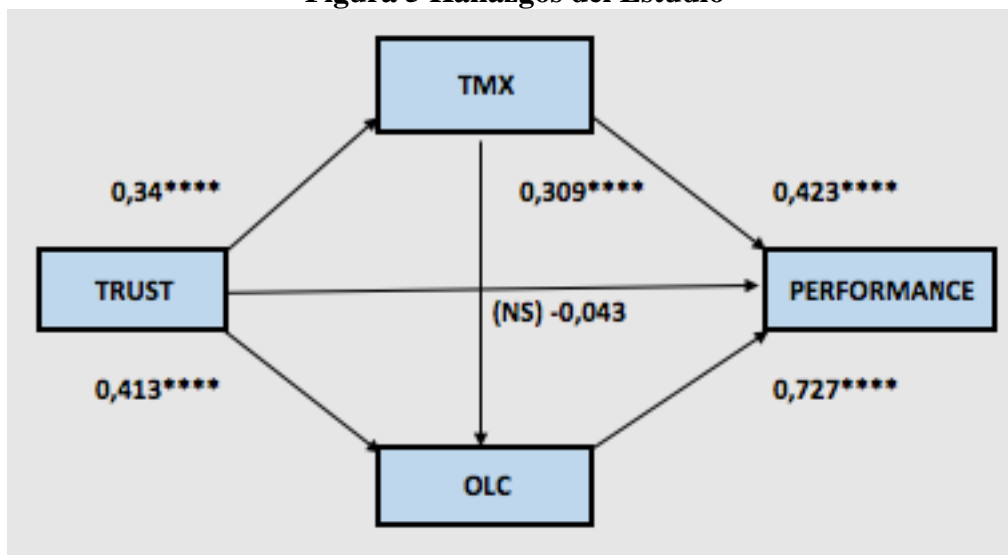 Figura 3 Hallazgos del Estudio
TMX
0,34****
0,309****
0,423****
TRUST
PERFORMANCE
(NS) -0,043
0,413****
0,727****
OLC